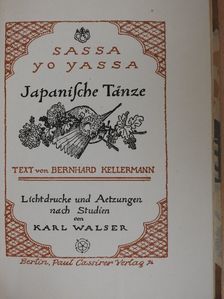 SASSA
YO YASSA
Japanische Tänze
TEXT von BERNHARD KELLERMANN
Lichtdrucke und Aetzungen
nach Studien
von
KARL WALSER
Berlin, Paul Cassirer Verlag